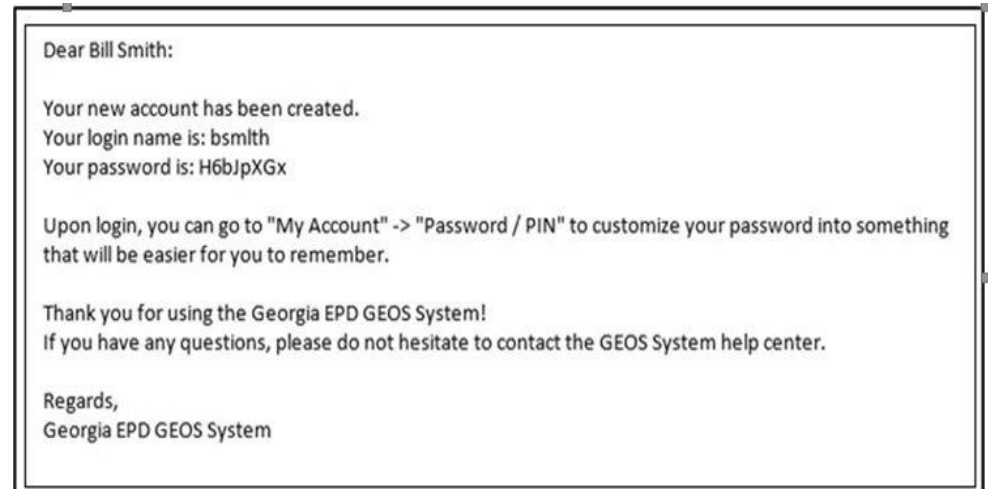 Dear Bill Smith:
Your new account has been created.
Your login name is: bsmlth
Your password is: H6bJpXGx
Upon login, you can go to "My Account" -> "Password / PIN" to customize your password into something
that will be easier for you to remember.
Thank you for using the Georgia EPD GEOS System!
If you have any questions, please do not hesitate to contact the GEOS System help center.
Regards,
Georgia EPD GEOS System